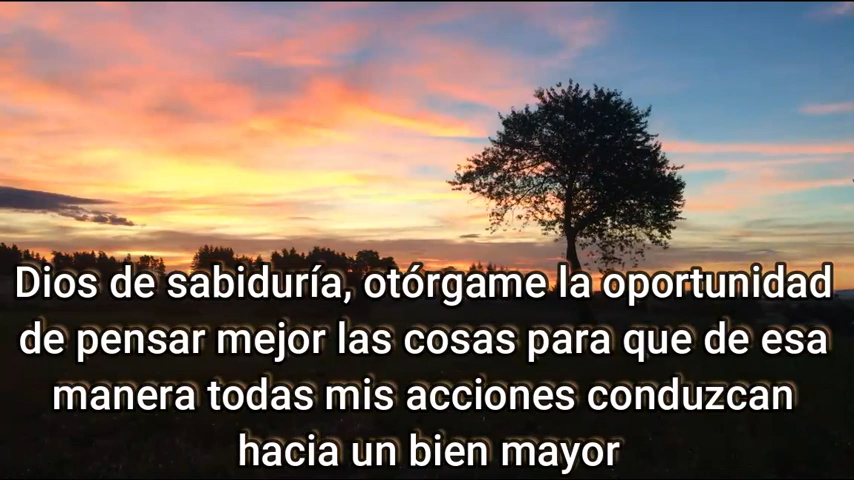 Dios de sabiduría, otórgame la oportunidad
de pensar mejor las cosas para que de esa
manera todas mis acciones conduzcan
hacia un bien mayor